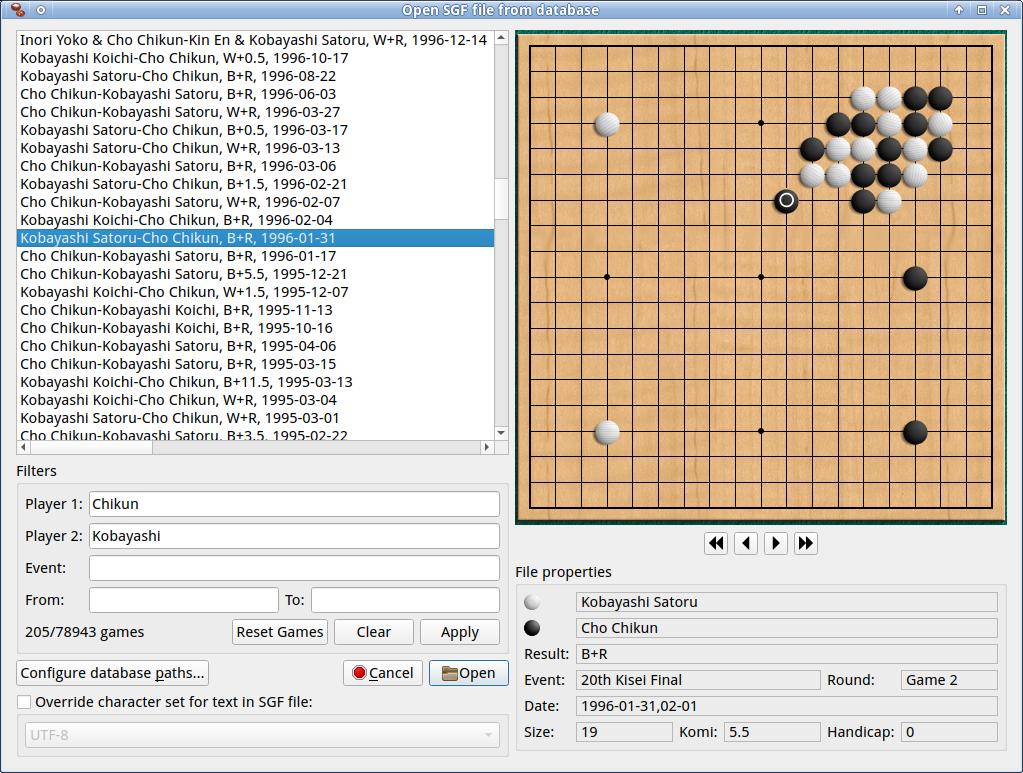 Open SGF file from database
Inori Yoko & Cho Chikun-Kin En & Kobayashi Satoru, W+R, 1996-12-14
Kobayashi Koichi-Cho Chikun, W+0.5, 1996-10-17
Kobayashi Satoru-Cho Chikun, B+R, 1996-08-22
Cho Chikun-Kobayashi Satoru, B+R, 1996-06-03
Cho Chikun-Kobayashi Satoru, W+R, 1996-03-27
Kobayashi Satoru-Cho Chikun, B+0.5, 1996-03-17
Kobayashi Satoru-Cho Chikun, W+R, 1996-03-13
Cho Chikun-Kobayashi Satoru, B+R, 1996-03-06
Kobayashi Satoru-Cho Chikun, B+1.5, 1996-02-21
Cho Chikun-Kobayashi Satoru, W+R, 1996-02-07
Kobayashi Koichi-Cho Chikun, B+R, 1996-02-04
Kobayashi Satoru-Cho Chikun, B+R, 1996-01-31
Cho Chikun-Kobayashi Satoru, B+R, 1996-01-17
Cho Chikun-Kobayashi Satoru, B+5.5, 1995-12-21
Kobayashi Koichi-Cho Chikun, W+1.5, 1995-12-07
Cho Chikun-Kobayashi Koichi, B+R, 1995-11-13
Cho Chikun-Kobayashi Koichi, B+R, 1995-10-16
Cho Chikun-Kobayashi Satoru, B+R, 1995-04-06
Cho Chikun-Kobayashi Satoru, B+R, 1995-03-15
Kobayashi Koichi-Cho Chikun, B+11.5, 1995-03-13
Kobayashi Koichi-Cho Chikun, W+R, 1995-03-04
Kobayashi Satoru-Cho Chikun, W+R, 1995-03-01
Cho Chikun-Kobayashi Satoru, B+3.5, 1995-02-22
Filters
Player 1: Chikun
Player 2: Kobayashi
Event:
From: To:
205/78943 games Reset Games Clear Apply
Configure database paths... Cancel Open
Override character set for text in SGF file:
UTF-8
File properties
Kobayashi Satoru
Cho Chikun
Result: B+R
Event: 20th Kisei Final Round: Game 2
Date: 1996-01-31,02-01
Size: 19 Komi: 5.5 Handicap: 0